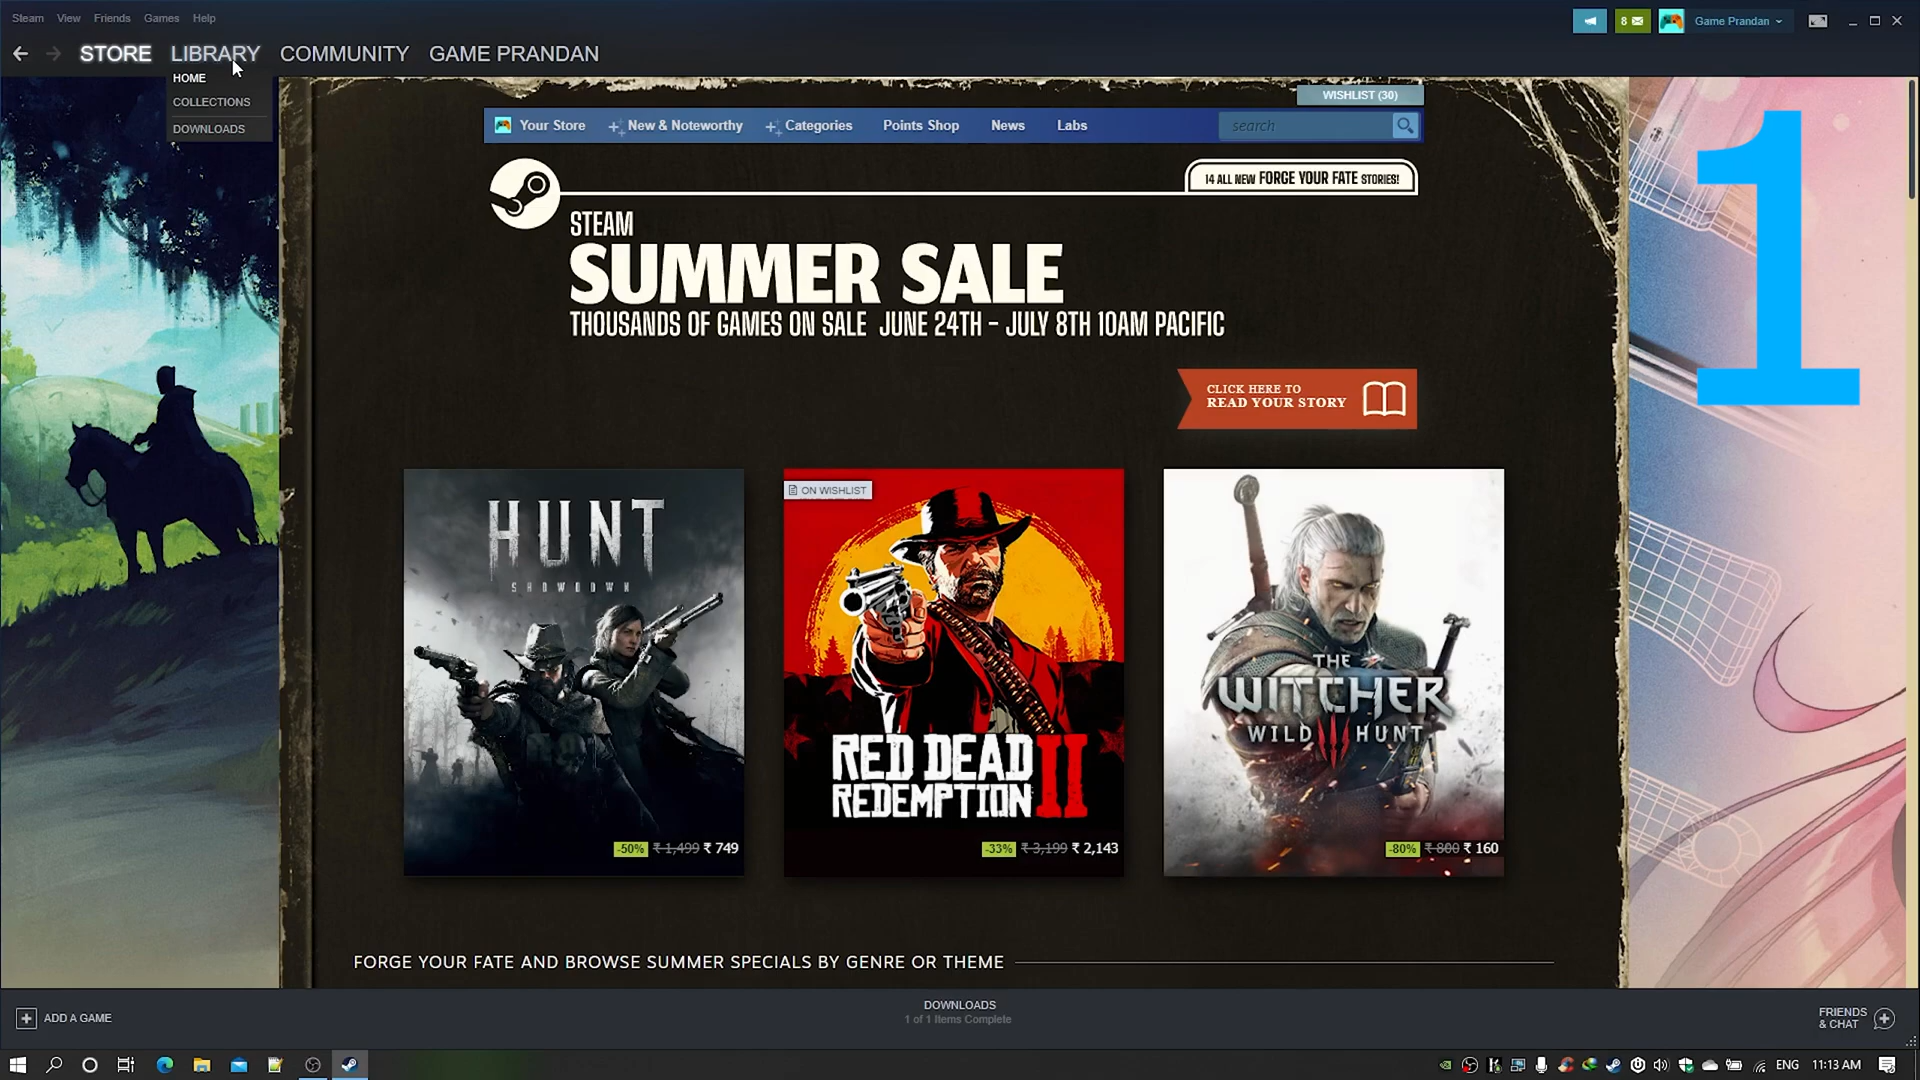 Steam View Friends Games Help
8 Game Prandan
STORE LIBRARY COMMUNITY GAME PRANDAN
HOME
COLLECTIONS
DOWNLOADS
WISHLIST (30)
Your Store New & Noteworthy Categories Points Shop News Labs search
1
14 ALL NEW FORGE YOUR FATE STORIES!
STEAM
SUMMER SALE
THOUSANDS OF GAMES ON SALE JUNE 24TH - JULY 8TH 10AM PACIFIC
CLICK HERE TO
READ YOUR STORY
HUNT
SHOWDOWN
-50% ₹ 1,499 ₹ 749
ON WISHLIST
RED DEAD
REDEMPTION II
-33% ₹ 3,199 ₹ 2,143
THE
WITCHER
WILD HUNT
-80% ₹ 800 ₹ 160
FORGE YOUR FATE AND BROWSE SUMMER SPECIALS BY GENRE OR THEME
ADD A GAME
DOWNLOADS
1 of 1 Items Complete
FRIENDS
& CHAT
ENG 11:13 AM